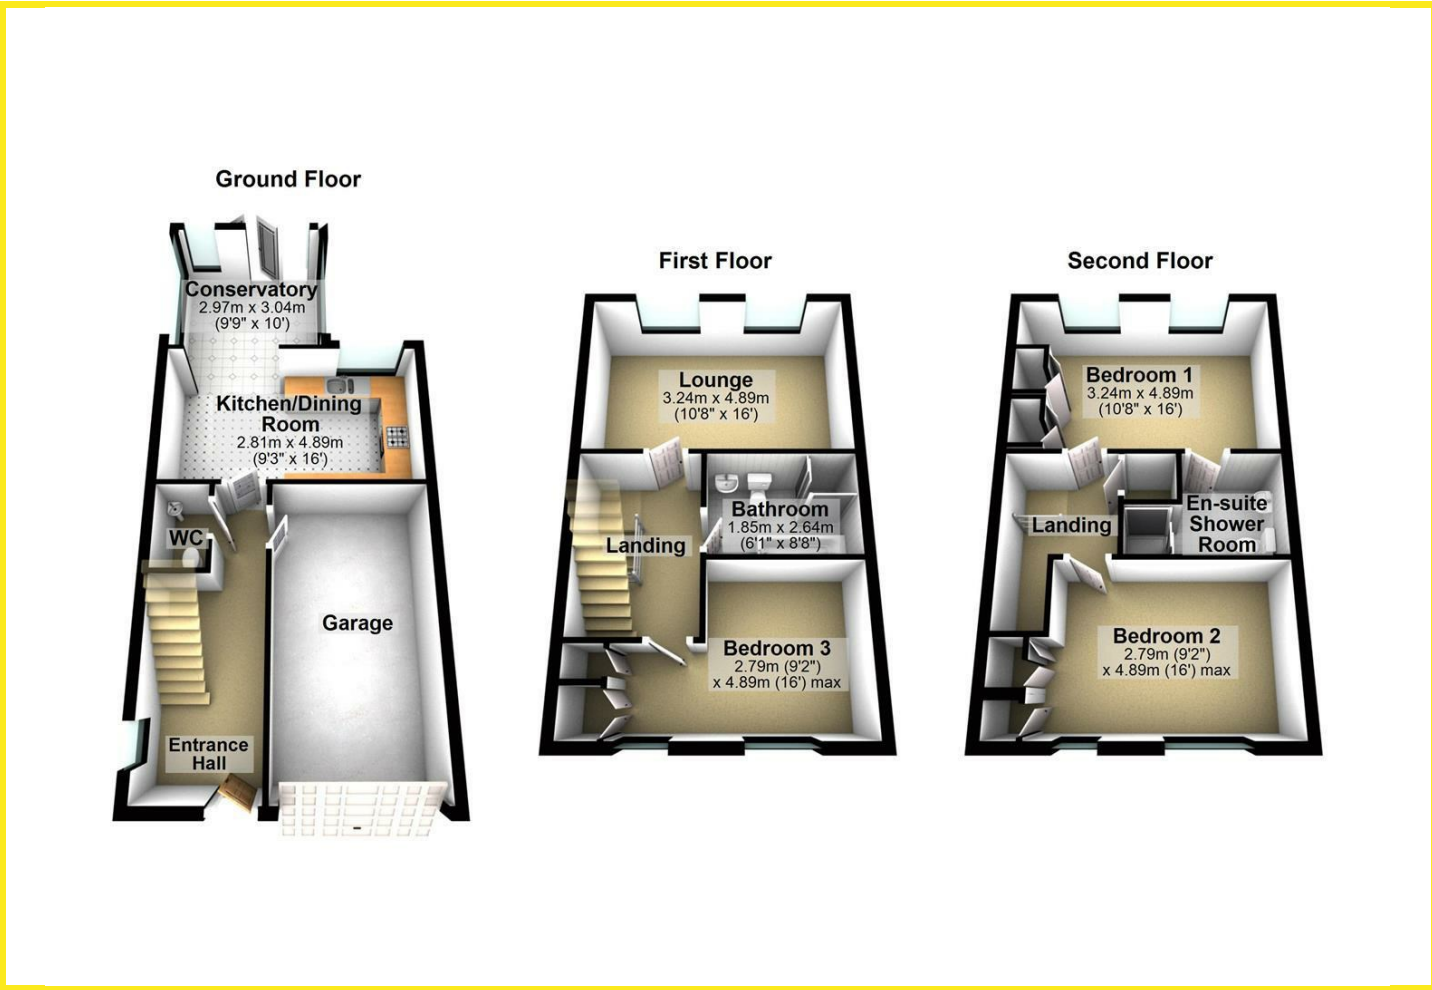 Ground Floor
Conservatory
2.97m x 3.04m
(9'9" x 10')
Kitchen/Dining
Room
2.81m x 4.89m
(9'3" x 16')
WC
Garage
Entrance
Hall
First Floor
Lounge
3.24m x 4.89m
(10'8" x 16')
Bathroom
1.85m x 2.64m
(6'1" x 8'8")
Landing
Bedroom 3
2.79m (9'2")
x 4.89m (16') max
Second Floor
Bedroom 1
3.24m x 4.89m
(10'8" x 16')
En-suite
Shower
Room
Landing
Bedroom 2
2.79m (9'2")
x 4.89m (16') max